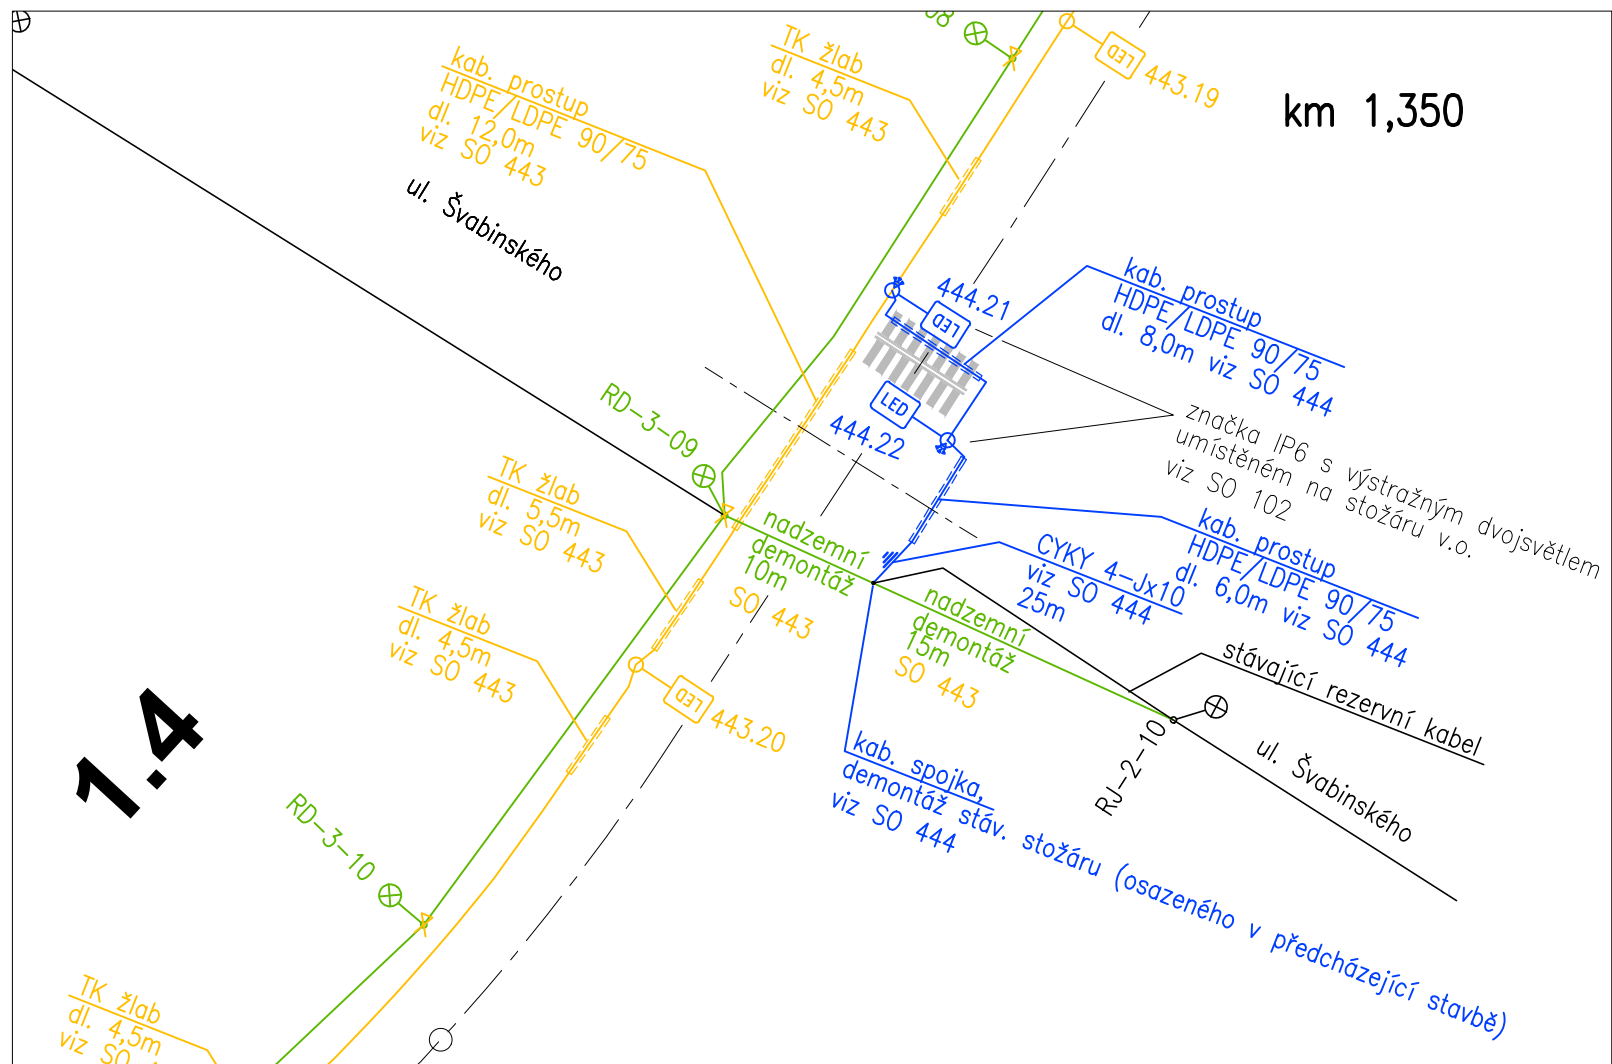 08
TK žlab
dl. 4,5m
viz SO 443
LED
443.19
km 1,350
kab. prostup
HDPE/LDPE 90/75
dl. 12,0m
viz SO 443
ul. Švabinského
444.21
LED
kab. prostup
HDPE/LDPE 90/75
dl. 8,0m viz SO 444
LED
444.22
značka IP6 s výstražným dvojsvětlem
umístěném na stožáru v.o.
viz SO 102
RD-3-09
TK žlab
dl. 5,5m
viz SO 443
nadzemní
demontáž
10m
SO 443
kab. prostup
HDPE/LDPE 90/75
dl. 6,0m viz SO 444
CYKY 4-Jx10
viz SO 444
25m
nadzemní
demontáž
15m
SO 443
TK žlab
dl. 4,5m
viz SO 443
LED
443.20
stávající rezervní kabel
RJ-2-10
ul. Švabinského
1.4
kab. spojka,
demontáž stáv. stožáru (osazeného v předcházející stavbě)
viz SO 444
RD-3-10
TK žlab
dl. 4,5m
viz SO